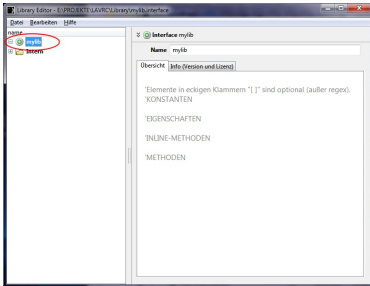 Library Editor - E:\PROJEKTE\LAVRC\Library\mylib.interface
Datei Bearbeiten Hilfe
name
mylib
Intern
Interface mylib
Name mylib
Übersicht Info (Version und Lizenz)
'Elemente in eckigen Klammern "[ ]" sind optional (außer regex).
'KONSTANTEN
'EIGENSCHAFTEN
'INLINE-METHODEN
'METHODEN